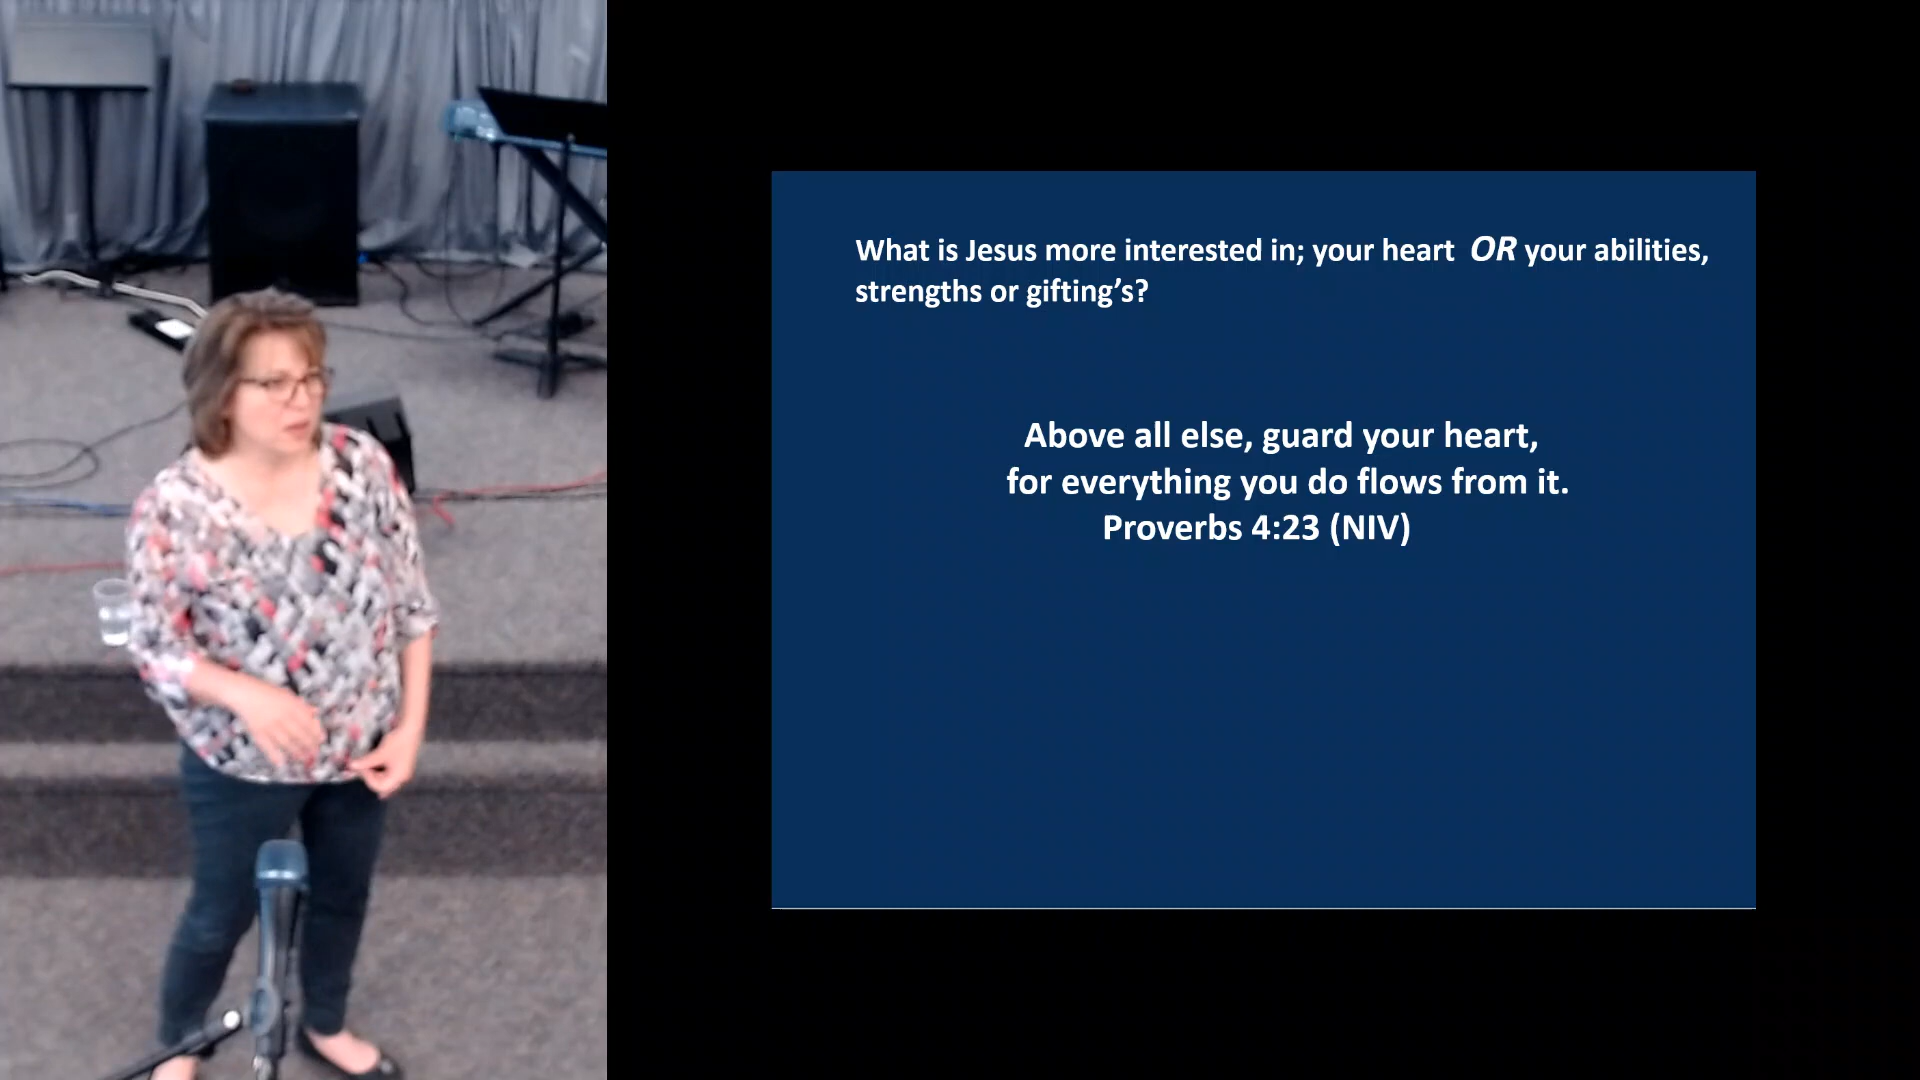 What is Jesus more interested in; your heart OR your abilities,
strengths or gifting’s?
Above all else, guard your heart,
for everything you do flows from it.
Proverbs 4:23 (NIV)